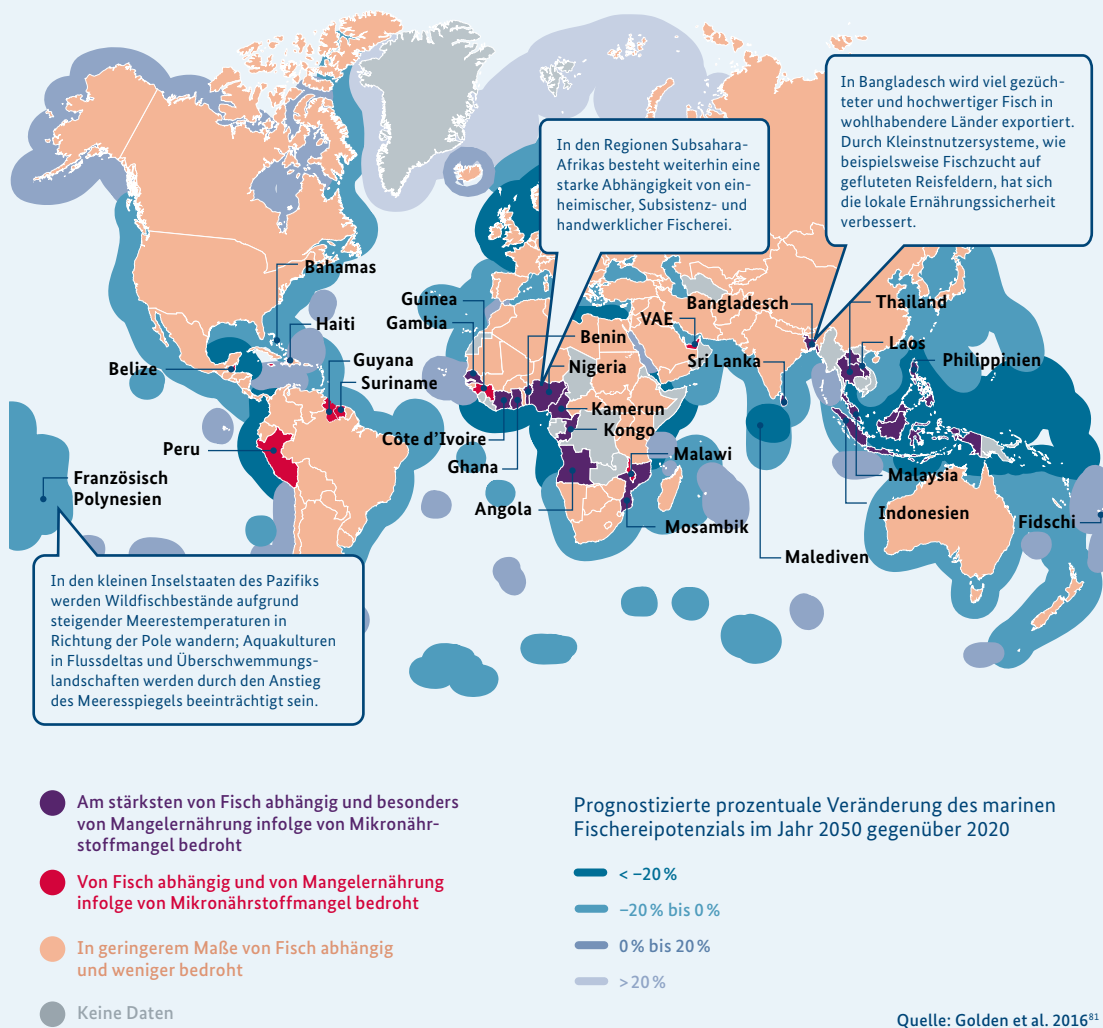 In Bangladesch wird viel gezüch-
teter und hochwertiger Fisch in
wohlhabendere Länder exportiert.
Durch Kleinstnutzersysteme, wie
beispielsweise Fischzucht auf
gefluteten Reisfeldern, hat sich
die lokale Ernährungssicherheit
verbessert.
In den Regionen Subsahara-
Afrikas besteht weiterhin eine
starke Abhängigkeit von ein-
heimischer, Subsistenz- und
handwerklicher Fischerei.
Bahamas
Haiti
Belize
Guyana
Suriname
Peru
Französisch
Polynesien
Guinea
Gambia
Benin
Nigeria
Kamerun
Kongo
Côte d'Ivoire
Ghana
Angola
Malawi
Mosambik
VAE
Bangladesch
Sri Lanka
Malediven
Thailand
Laos
Philippinen
Malaysia
Indonesien
Fidschi
In den kleinen Inselstaaten des Pazifiks
werden Wildfischbestände aufgrund
steigender Meerestemperaturen in
Richtung der Pole wandern; Aquakulturen
in Flussdeltas und Überschwemmungs-
landschaften werden durch den Anstieg
des Meeresspiegels beeinträchtigt sein.
Am stärksten von Fisch abhängig und besonders
von Mangelernährung infolge von Mikronähr-
stoffmangel bedroht
Von Fisch abhängig und von Mangelernährung
infolge von Mikronährstoffmangel bedroht
In geringerem Maße von Fisch abhängig
und weniger bedroht
Keine Daten
Prognostizierte prozentuale Veränderung des marinen
Fischereipotenzials im Jahr 2050 gegenüber 2020
< −20 %
−20 % bis 0 %
0 % bis 20 %
> 20 %
Quelle: Golden et al. 2016⁸¹